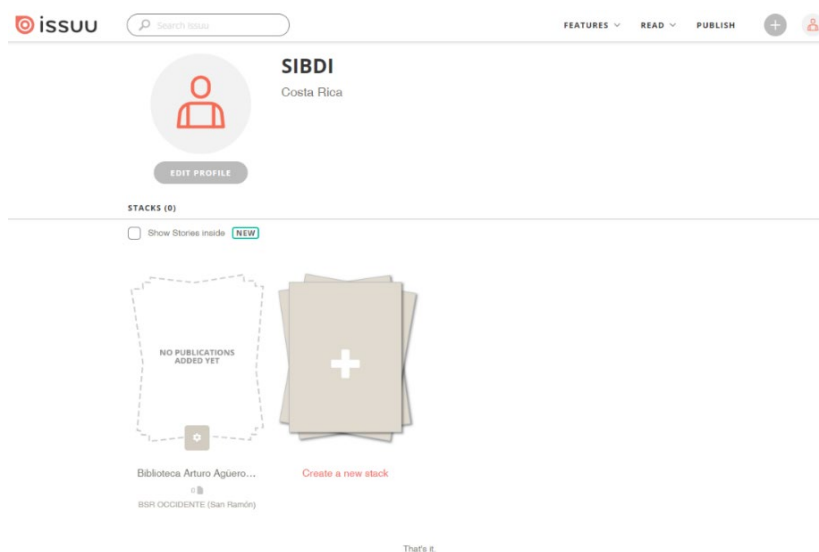 issuu
Search issuu
FEATURES
READ
PUBLISH
SIBDI
Costa Rica
EDIT PROFILE
STACKS (0)
Show Stories inside NEW
NO PUBLICATIONS
ADDED YET
Biblioteca Arturo Agüero...
0
BSR OCCIDENTE (San Ramón)
Create a new stack
That's it.